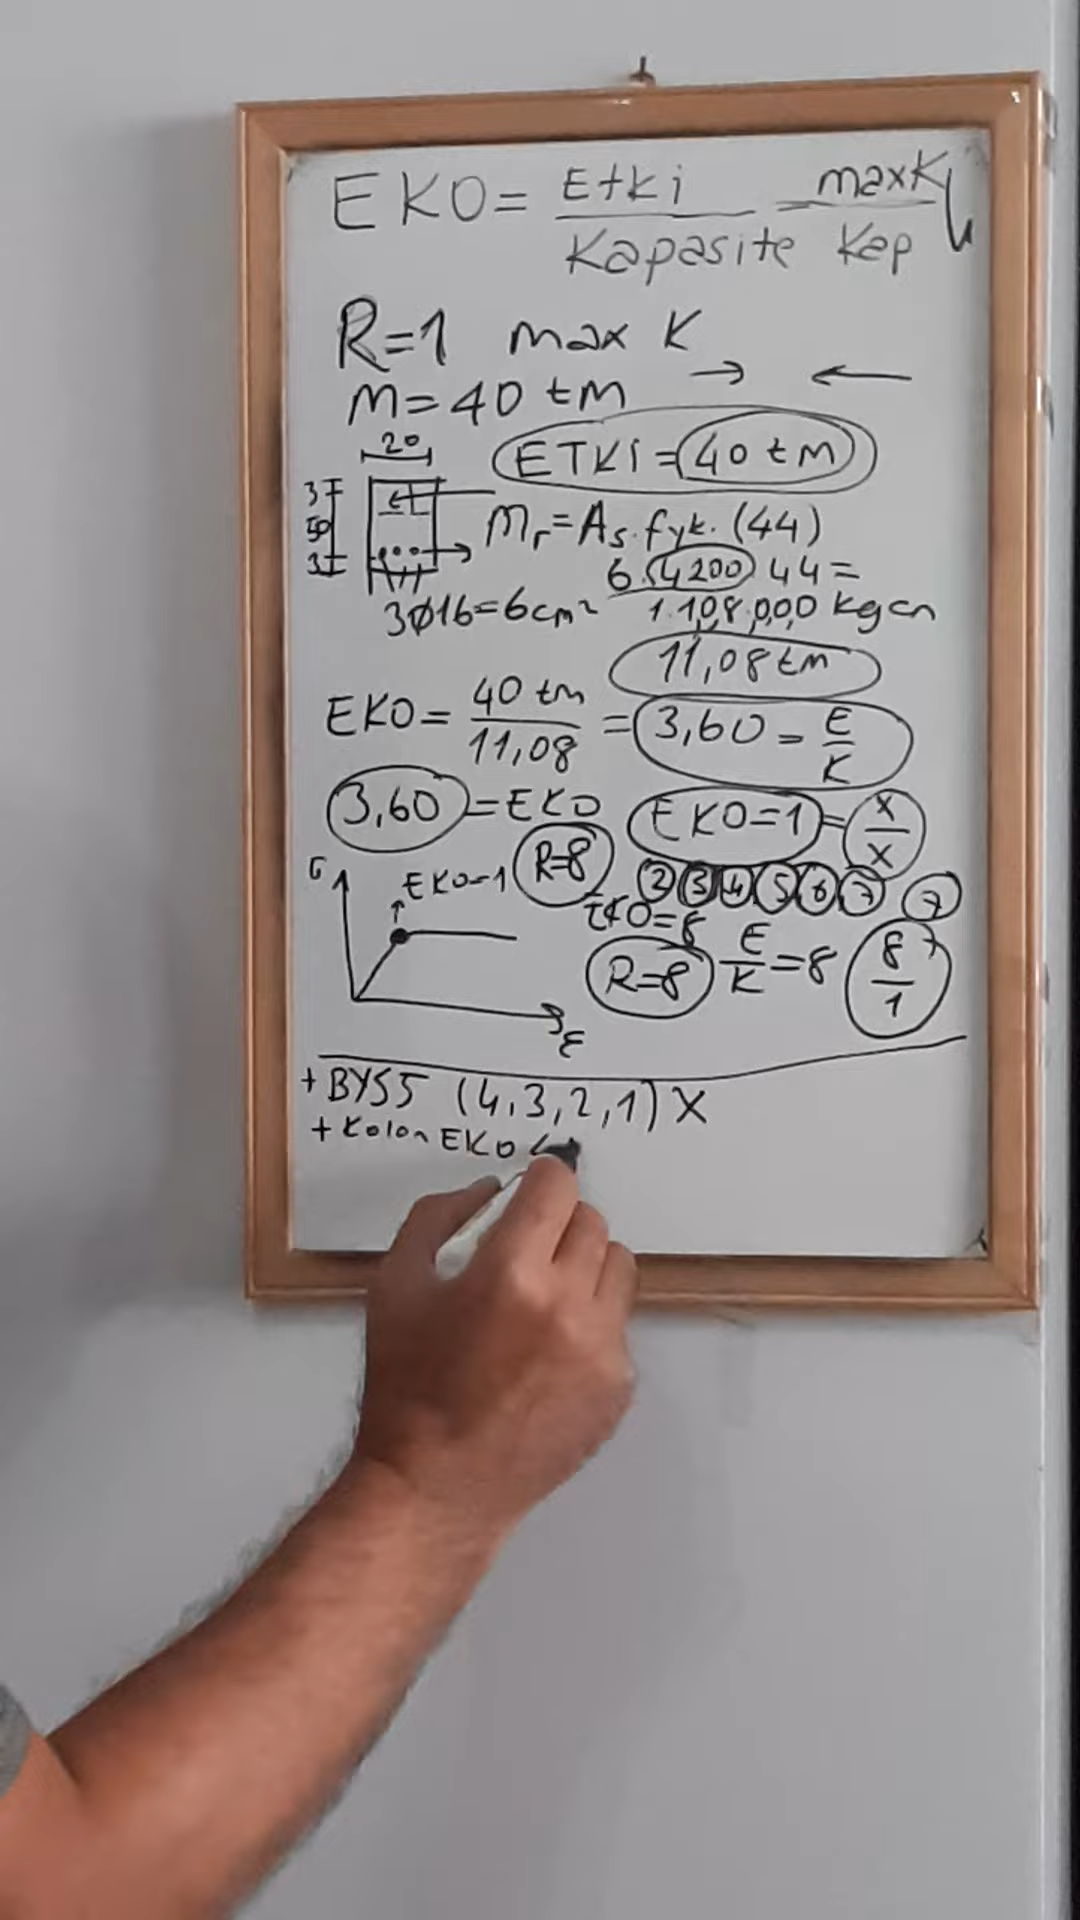 EKO = Etki / Kapasite = maxK / Kap
R=1 max K
M=40 tm
ETKİ = 40 tm
20
3
50
3
Mr = As.fyk.(44)
6.(4200) 44 =
3Ø16=6cm² 1.108.000 kgcm
11,08 tm
EKO = 40 tm / 11,08 = 3,60 = E/K
3,60 = EKO EKO=1 = x/x
σ EKO=1 R=8 2 3 4 5 6 7 7
EKO=8
R=8 E/K=8 8/1
ε
+BYS5 (4,3,2,1) X
+Kolon EKO <